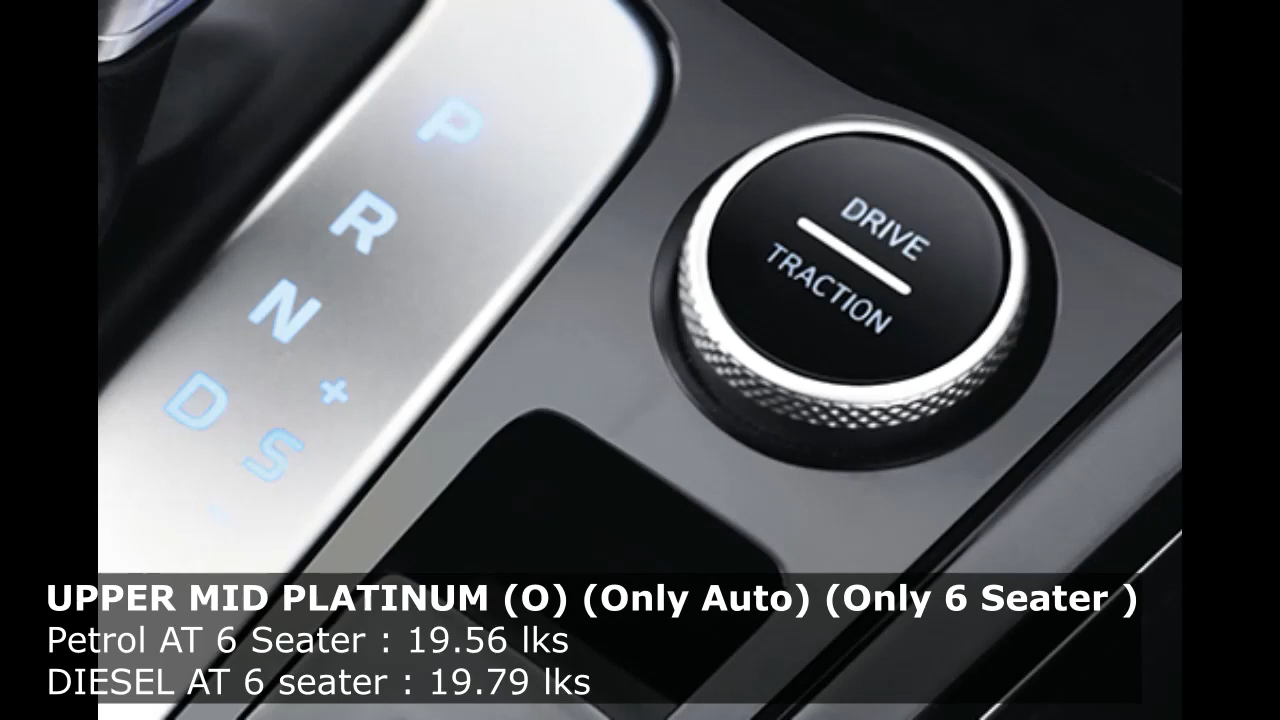 P
R
N
D +
S
DRIVE
TRACTION
UPPER MID PLATINUM (O) (Only Auto) (Only 6 Seater )
Petrol AT 6 Seater : 19.56 lks
DIESEL AT 6 seater : 19.79 lks